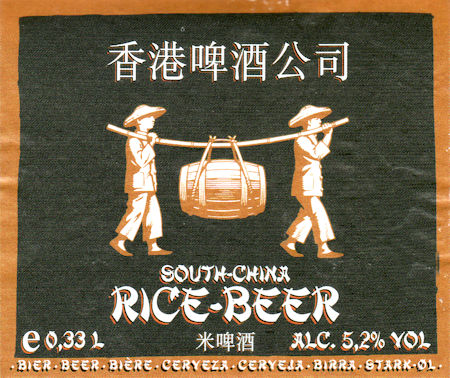 香港啤酒公司
SOUTH-CHINA
RICE-BEER
e 0,33 L 米啤酒 ALC. 5,2% VOL
· BIER · BEER · BIÈRE · CERVEZA · CERVEJA · BIRRA · STARK-ØL ·